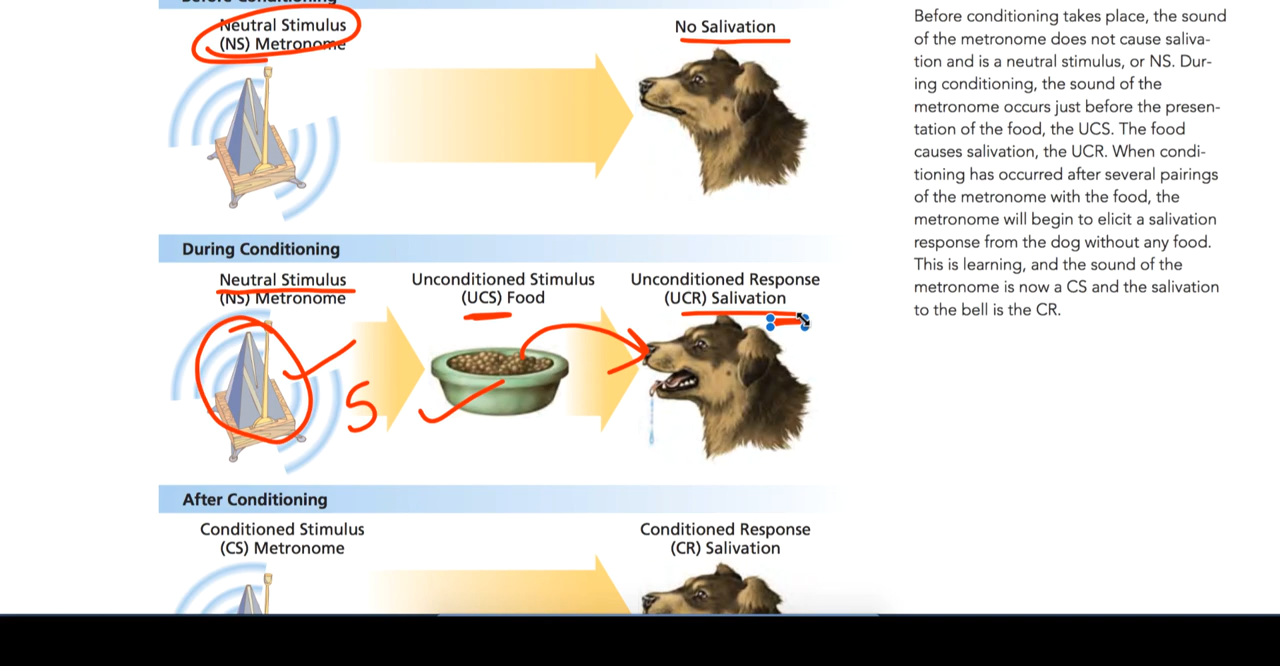 Neutral Stimulus
(NS) Metronome
No Salivation
During Conditioning
Neutral Stimulus
(NS) Metronome
Unconditioned Stimulus
(UCS) Food
Unconditioned Response
(UCR) Salivation
5
After Conditioning
Conditioned Stimulus
(CS) Metronome
Conditioned Response
(CR) Salivation
Before conditioning takes place, the sound
of the metronome does not cause saliva-
tion and is a neutral stimulus, or NS. Dur-
ing conditioning, the sound of the
metronome occurs just before the presen-
tation of the food, the UCS. The food
causes salivation, the UCR. When condi-
tioning has occurred after several pairings
of the metronome with the food, the
metronome will begin to elicit a salivation
response from the dog without any food.
This is learning, and the sound of the
metronome is now a CS and the salivation
to the bell is the CR.